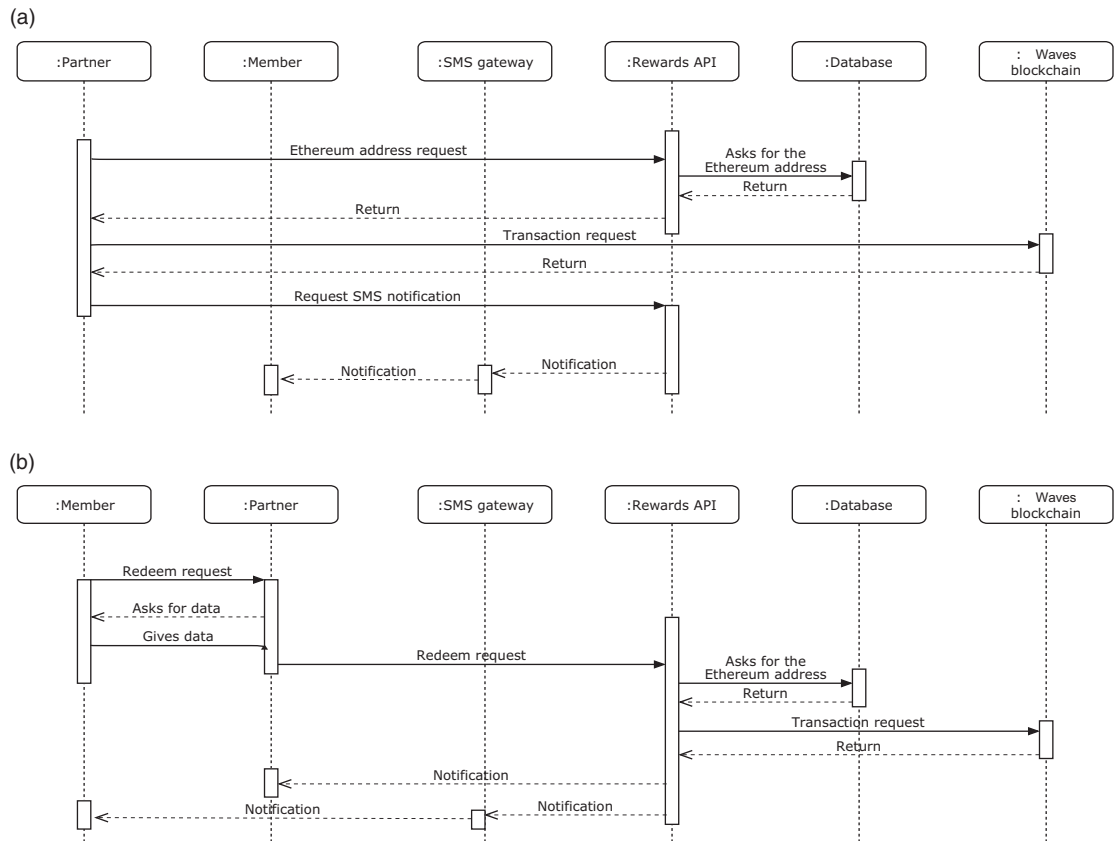 (a)
:Partner
:Member
:SMS gateway
:Rewards API
:Database
: Waves
blockchain
Ethereum address request
Asks for the
Ethereum address
Return
Return
Transaction request
Return
Request SMS notification
Notification
Notification
(b)
:Member
:Partner
:SMS gateway
:Rewards API
:Database
: Waves
blockchain
Redeem request
Asks for data
Gives data
Redeem request
Asks for the
Ethereum address
Return
Transaction request
Return
Notification
Notification
Notification